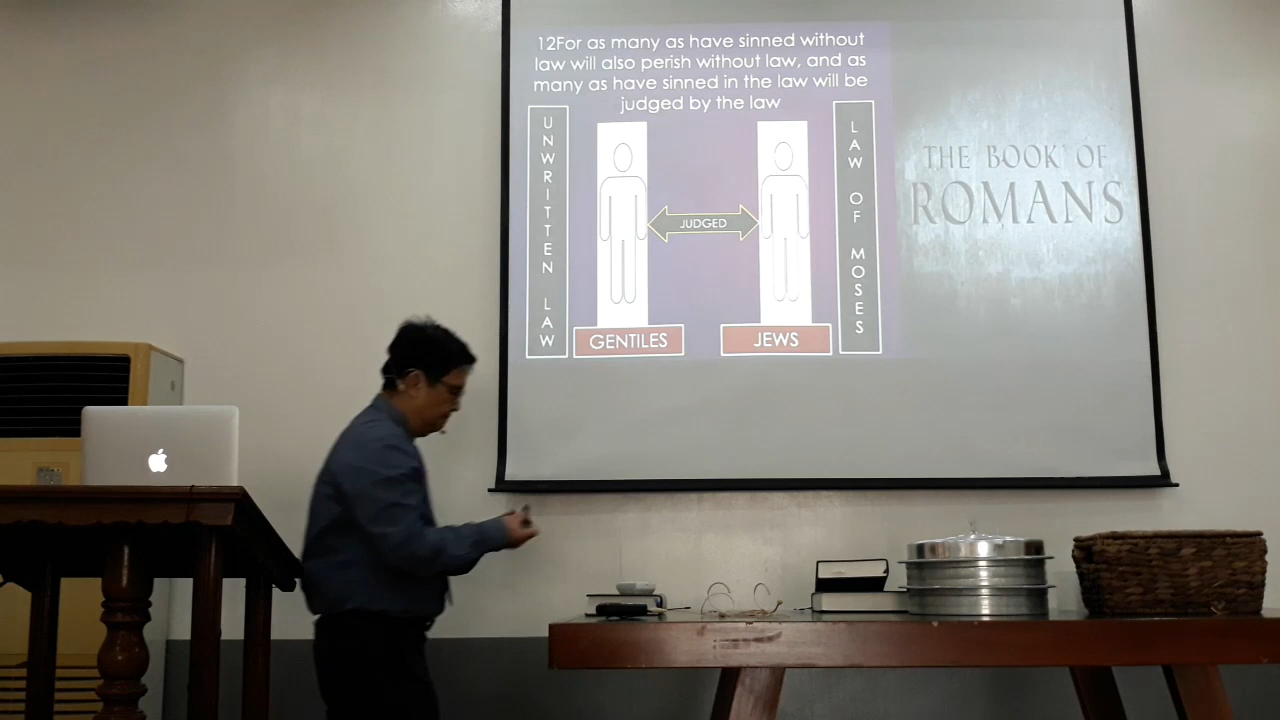 12For as many as have sinned without
law will also perish without law, and as
many as have sinned in the law will be
judged by the law
UNWRITTEN LAW
JUDGED
LAW OF MOSES
GENTILES
JEWS
THE BOOK OF
ROMANS